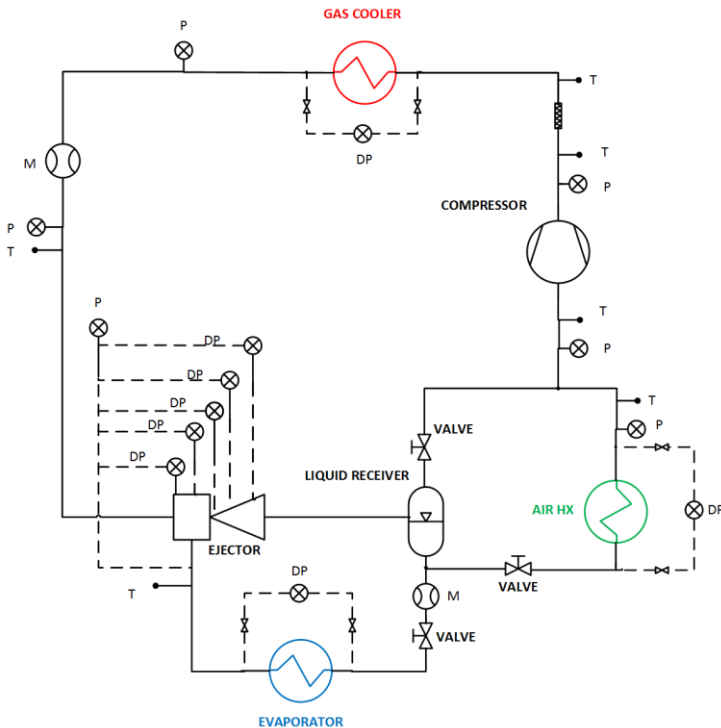 GAS COOLER
P
T
DP
T
M
P
COMPRESSOR
P
T
T
P
P
DP
T
DP
P
DP
VALVE
DP
LIQUID RECEIVER
DP
AIR HX
DP
EJECTOR
VALVE
DP
T
M
VALVE
EVAPORATOR